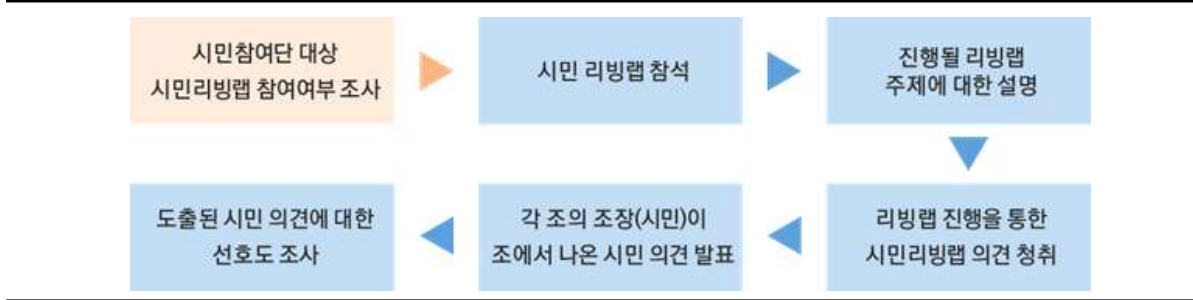 시민참여단 대상
시민리빙랩 참여여부 조사
시민 리빙랩 참석
진행될 리빙랩
주제에 대한 설명
리빙랩 진행을 통한
시민리빙랩 의견 청취
각 조의 조장(시민)이
조에서 나온 시민 의견 발표
도출된 시민 의견에 대한
선호도 조사